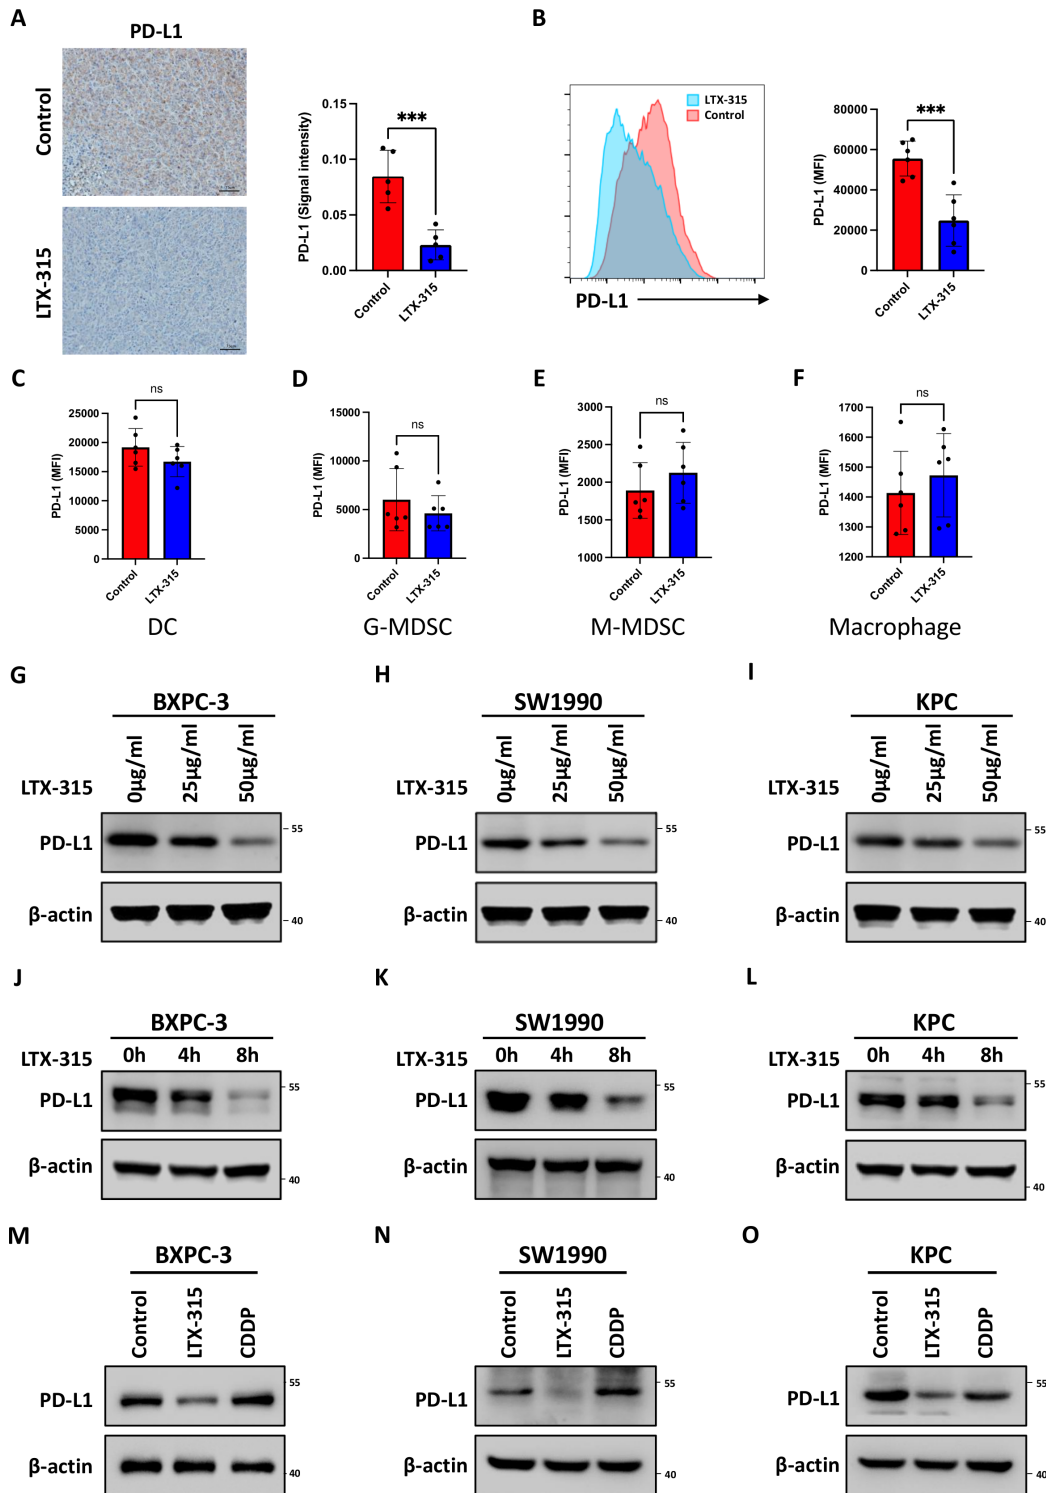 A
PD-L1
Control
LTX-315
PD-L1 (Signal intensity)
0.15
0.10
0.05
0.00
***
Control
LTX-315
B
LTX-315
Control
PD-L1
PD-L1 (MFI)
80000
60000
40000
20000
0
***
Control
LTX-315
C
PD-L1 (MFI)
25000
20000
15000
10000
5000
0
ns
Control
LTX-315
DC
D
PD-L1 (MFI)
15000
10000
5000
0
ns
Control
LTX-315
G-MDSC
E
PD-L1 (MFI)
3000
2500
2000
1500
1000
ns
Control
LTX-315
M-MDSC
F
PD-L1 (MFI)
1700
1600
1500
1400
1300
1200
ns
Control
LTX-315
Macrophage
G
BXPC-3
LTX-315 0μg/ml 25μg/ml 50μg/ml
PD-L1 55
β-actin 40
H
SW1990
LTX-315 0μg/ml 25μg/ml 50μg/ml
PD-L1 55
β-actin 40
I
KPC
LTX-315 0μg/ml 25μg/ml 50μg/ml
PD-L1 55
β-actin 40
J
BXPC-3
LTX-315 0h 4h 8h
PD-L1 55
β-actin 40
K
SW1990
LTX-315 0h 4h 8h
PD-L1 55
β-actin 40
L
KPC
LTX-315 0h 4h 8h
PD-L1 55
β-actin 40
M
BXPC-3
Control LTX-315 CDDP
PD-L1 55
β-actin 40
N
SW1990
Control LTX-315 CDDP
PD-L1 55
β-actin 40
O
KPC
Control LTX-315 CDDP
PD-L1 55
β-actin 40